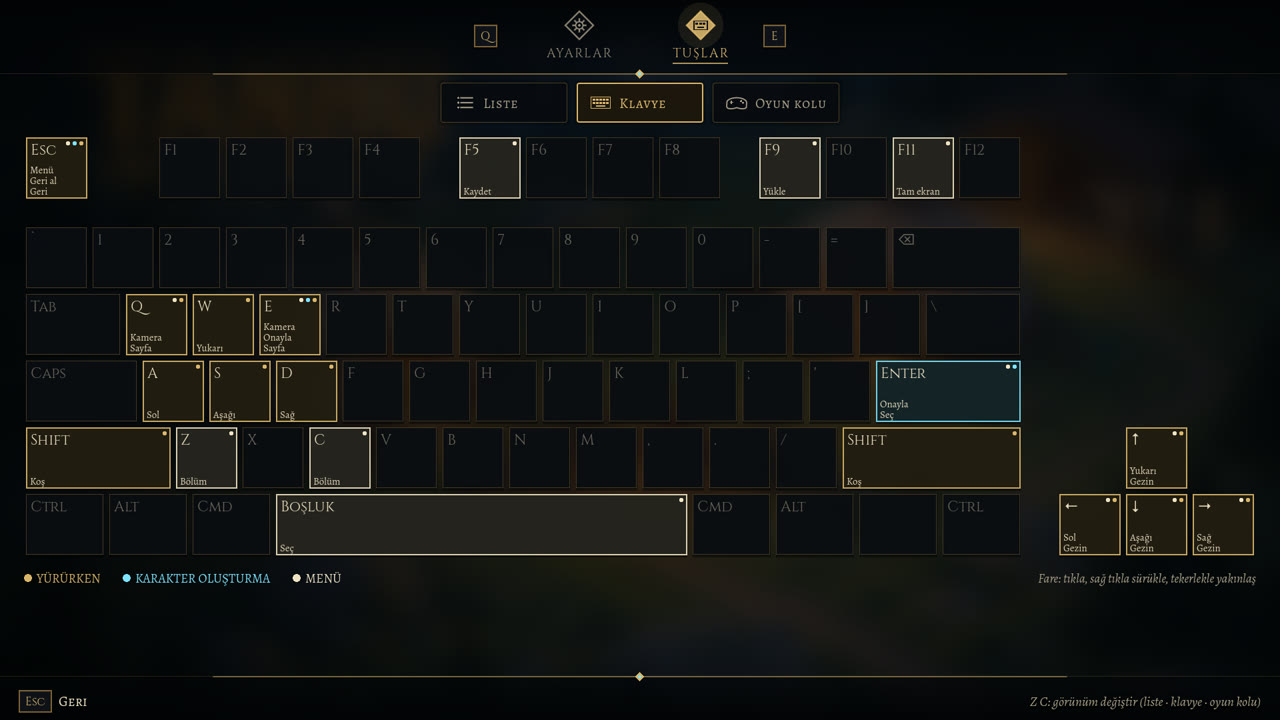 Q
AYARLAR
TUŞLAR
E
Liste
Klavye
Oyun kolu
Esc
Menü
Geri al
Geri
F1
F2
F3
F4
F5
Kaydet
F6
F7
F8
F9
Yükle
F10
F11
Tam ekran
F12
`
1
2
3
4
5
6
7
8
9
0
-
=
Tab
Q
Kamera
Sayfa
W
Yukarı
E
Kamera
Onayla
Sayfa
R
T
Y
U
I
O
P
[
]
\
Caps
A
Sol
S
Aşağı
D
Sağ
F
G
H
J
K
L
;
'
Enter
Onayla
Seç
Shift
Koş
Z
Bölüm
X
C
Bölüm
V
B
N
M
,
.
/
Shift
Koş
↑
Yukarı
Gezin
Ctrl
Alt
Cmd
Boşluk
Seç
Cmd
Alt
Ctrl
←
Sol
Gezin
↓
Aşağı
Gezin
→
Sağ
Gezin
YÜRÜRKEN
KARAKTER OLUŞTURMA
MENÜ
Fare: tıkla, sağ tıkla sürükle, tekerlekle yakınlaş
Esc
Geri
Z C: görünüm değiştir (liste · klavye · oyun kolu)